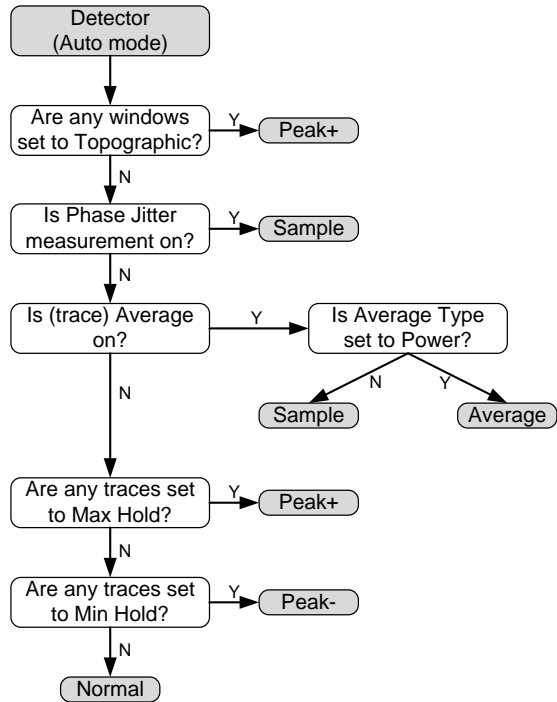 Detector
(Auto mode)
Are any windows
set to Topographic?
Y
Peak+
N
Is Phase Jitter
measurement on?
Y
Sample
N
Is (trace) Average
on?
Y
Is Average Type
set to Power?
N
Y
Sample
Average
N
Are any traces set
to Max Hold?
Y
Peak+
N
Are any traces set
to Min Hold?
Y
Peak-
N
Normal